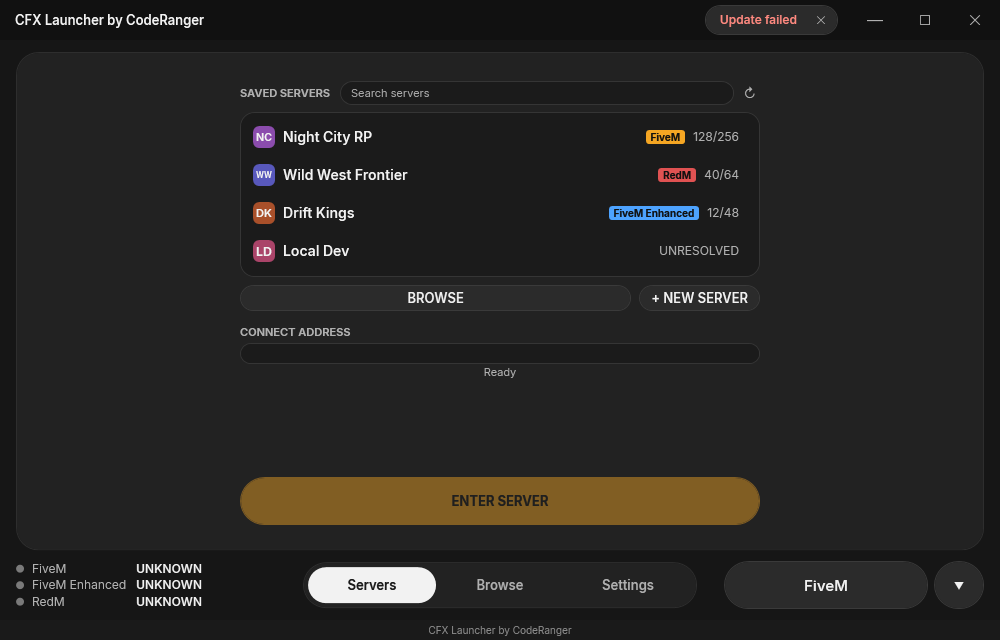 CFX Launcher by CodeRanger
Update failed
SAVED SERVERS
Search servers
NC Night City RP FiveM 128/256
WW Wild West Frontier RedM 40/64
DK Drift Kings FiveM Enhanced 12/48
LD Local Dev UNRESOLVED
BROWSE
+ NEW SERVER
CONNECT ADDRESS
Ready
ENTER SERVER
FiveM UNKNOWN
FiveM Enhanced UNKNOWN
RedM UNKNOWN
Servers
Browse
Settings
FiveM
CFX Launcher by CodeRanger